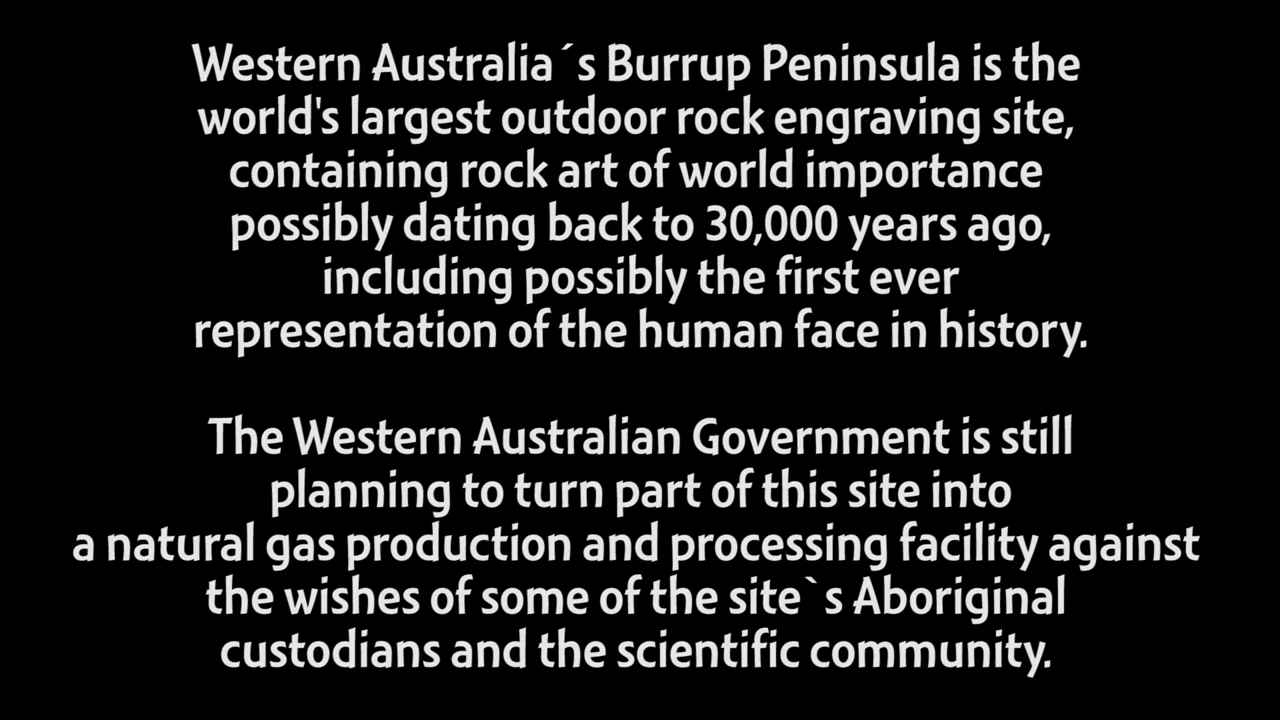 Western Australia´s Burrup Peninsula is the
world's largest outdoor rock engraving site,
containing rock art of world importance
possibly dating back to 30,000 years ago,
including possibly the first ever
representation of the human face in history.
The Western Australian Government is still
planning to turn part of this site into
a natural gas production and processing facility against
the wishes of some of the site`s Aboriginal
custodians and the scientific community.